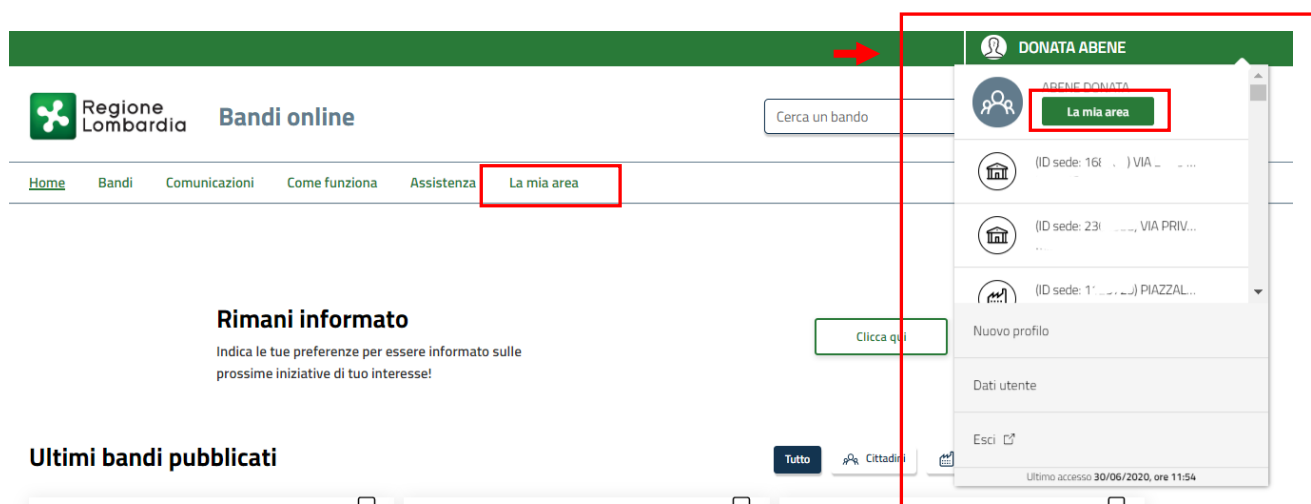 DONATA ABENE
ABENE DONATA
La mia area
Regione
Lombardia
Bandi online
Cerca un bando
(ID sede: 16 ) VIA ...
(ID sede: 23 , VIA PRIV...
(ID sede: 1 ) PIAZZAL...
Home Bandi Comunicazioni Come funziona Assistenza La mia area
Rimani informato
Indica le tue preferenze per essere informato sulle
prossime iniziative di tuo interesse!
Clicca qui
Nuovo profilo
Dati utente
Esci
Ultimo accesso 30/06/2020, ore 11:54
Ultimi bandi pubblicati
Tutto Cittadini